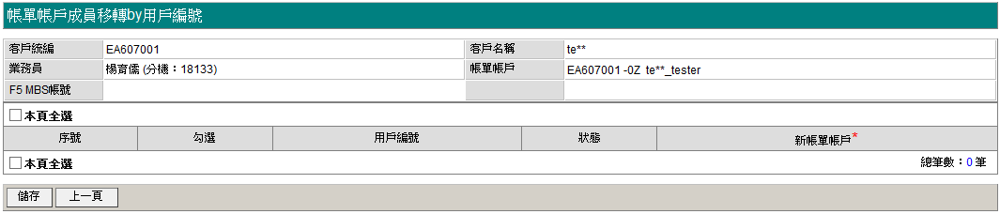 帳單帳戶成員移轉by用戶編號
客戶統編 EA607001 客戶名稱 te**
業務員 楊育儒 (分機：18133) 帳單帳戶 EA607001 -0Z te**_tester
F5 MBS帳號
本頁全選
序號 勾選 用戶編號 狀態 新帳單帳戶*
本頁全選 總筆數：0 筆
儲存 上一頁